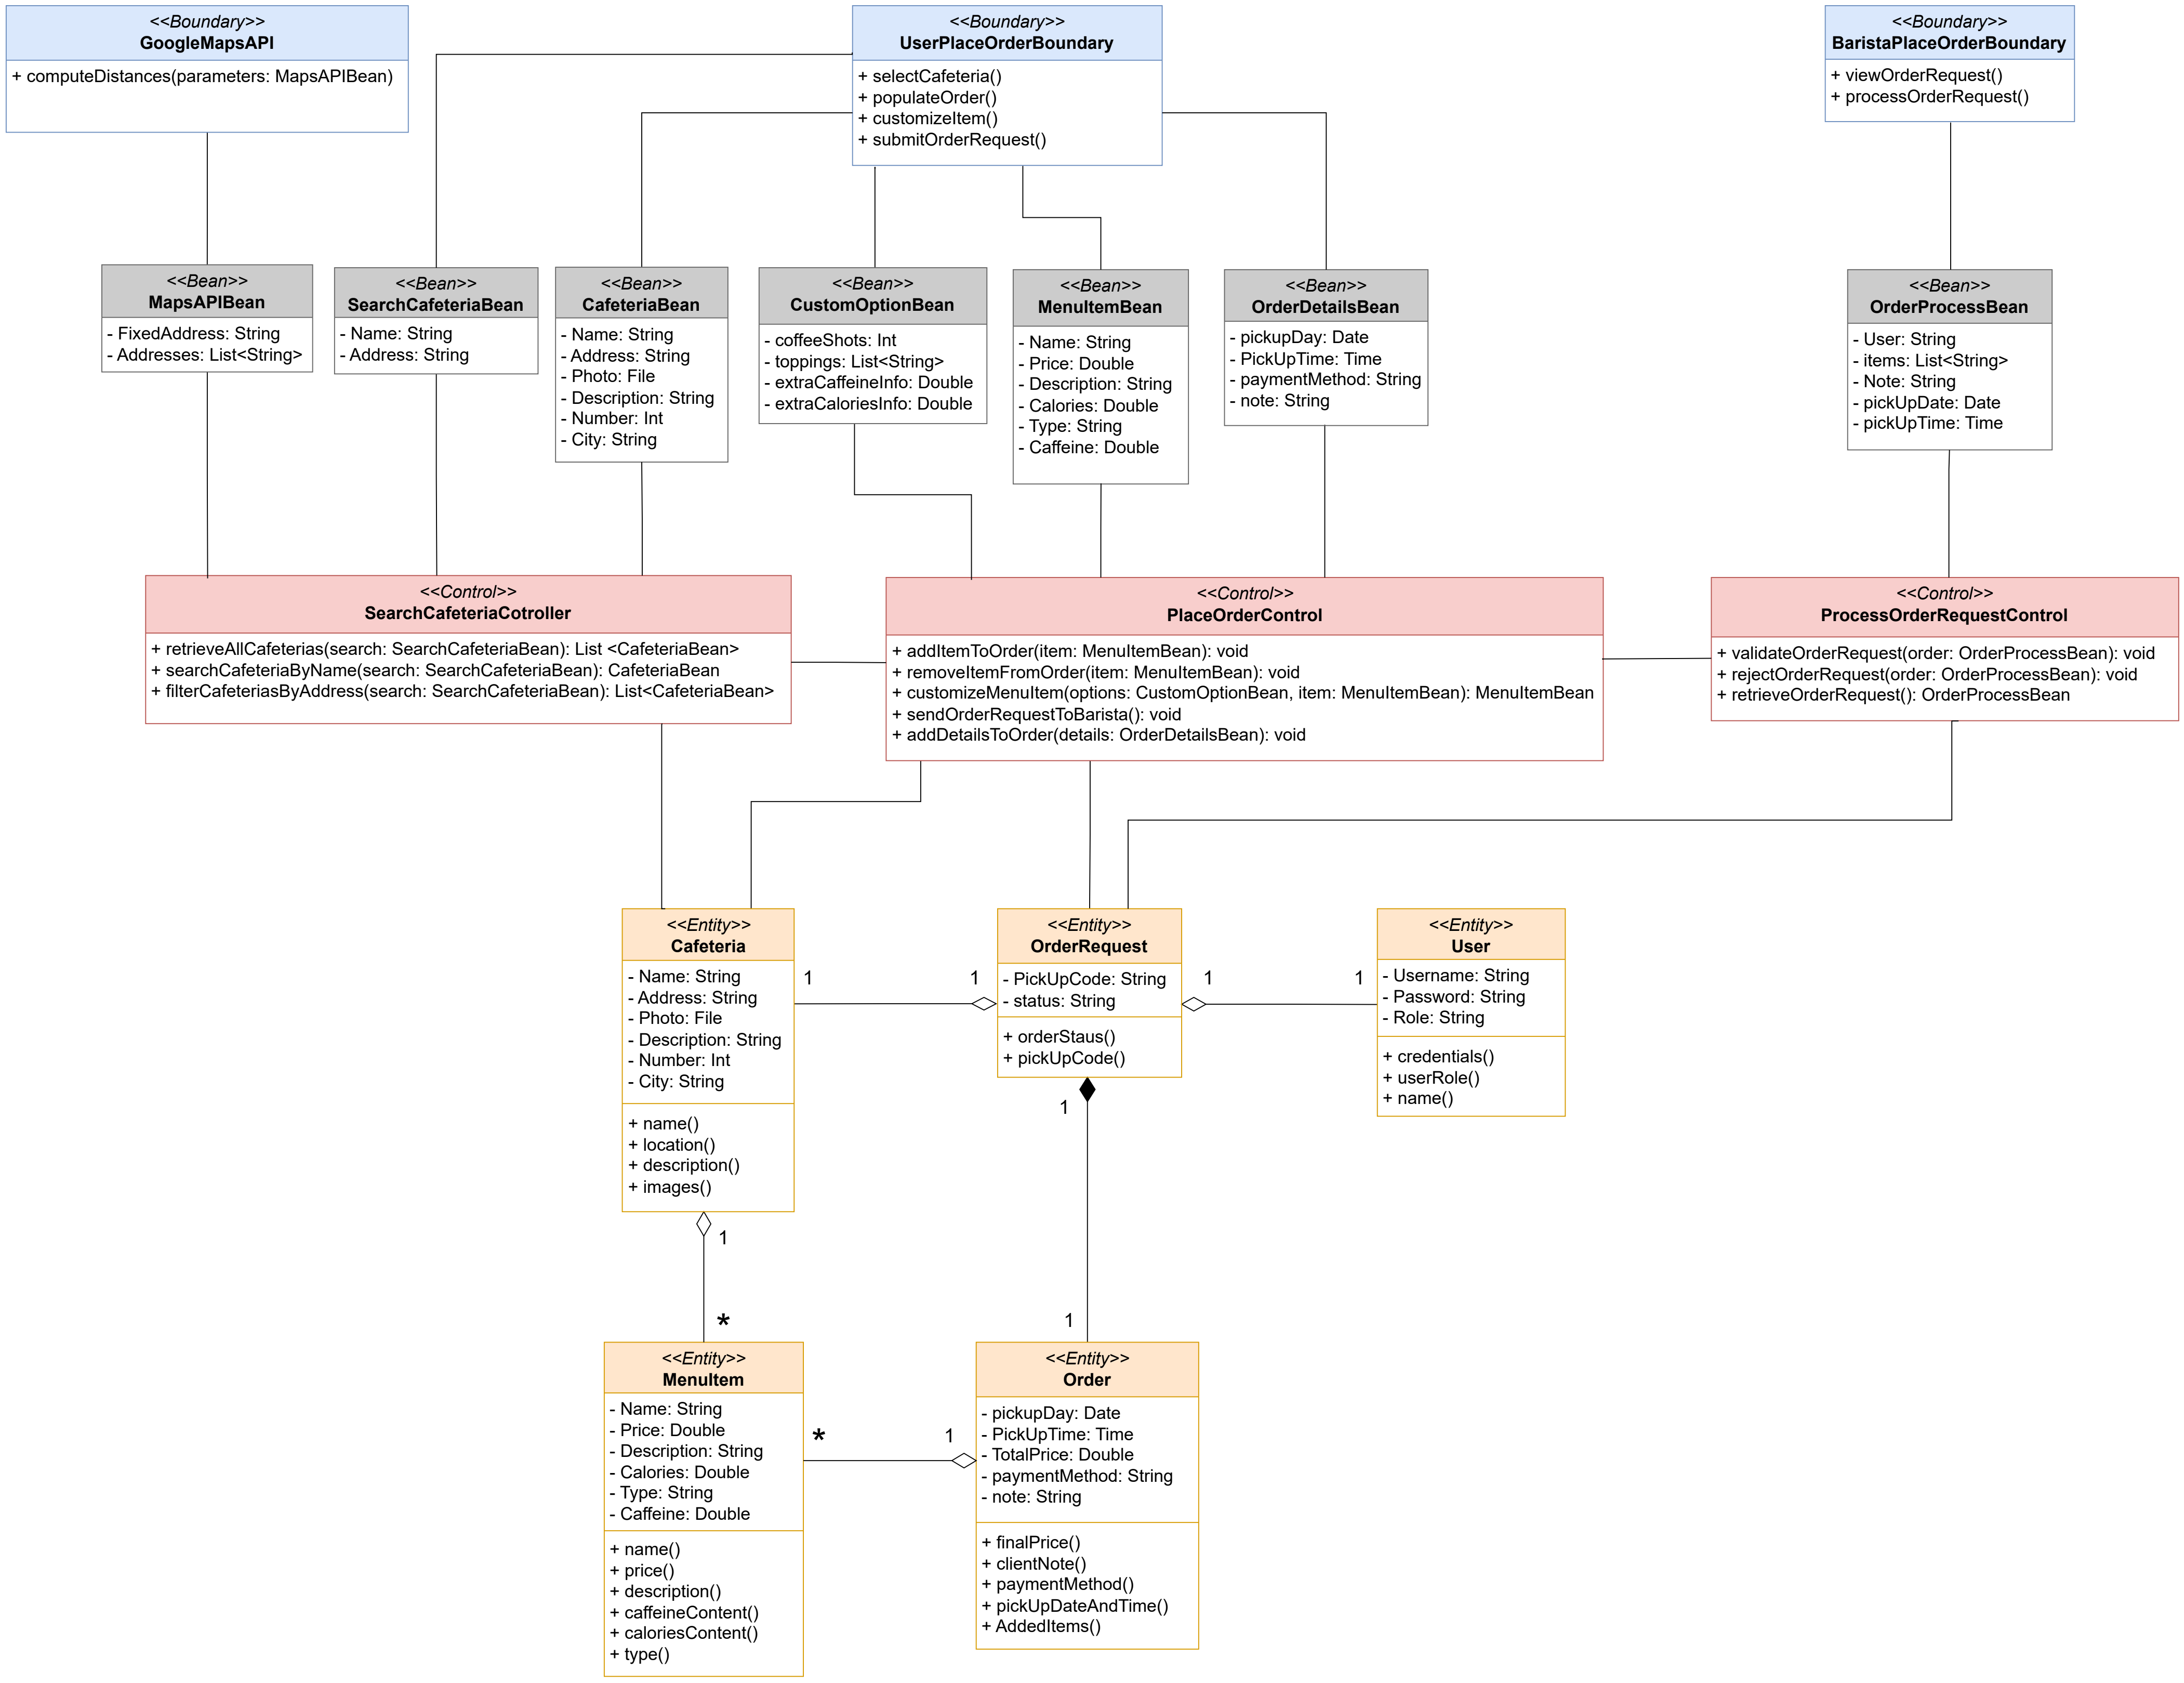 <<Boundary>>
GoogleMapsAPI
+ computeDistances(parameters: MapsAPIBean)
<<Boundary>>
UserPlaceOrderBoundary
+ selectCafeteria()
+ populateOrder()
+ customizeItem()
+ submitOrderRequest()
<<Boundary>>
BaristaPlaceOrderBoundary
+ viewOrderRequest()
+ processOrderRequest()
<<Bean>>
MapsAPIBean
- FixedAddress: String
- Addresses: List<String>
<<Bean>>
SearchCafeteriaBean
- Name: String
- Address: String
<<Bean>>
CafeteriaBean
- Name: String
- Address: String
- Photo: File
- Description: String
- Number: Int
- City: String
<<Bean>>
CustomOptionBean
- coffeeShots: Int
- toppings: List<String>
- extraCaffeineInfo: Double
- extraCaloriesInfo: Double
<<Bean>>
MenuItemBean
- Name: String
- Price: Double
- Description: String
- Calories: Double
- Type: String
- Caffeine: Double
<<Bean>>
OrderDetailsBean
- pickupDay: Date
- PickUpTime: Time
- paymentMethod: String
- note: String
<<Bean>>
OrderProcessBean
- User: String
- items: List<String>
- Note: String
- pickUpDate: Date
- pickUpTime: Time
<<Control>>
SearchCafeteriaCotroller
+ retrieveAllCafeterias(search: SearchCafeteriaBean): List <CafeteriaBean>
+ searchCafeteriaByName(search: SearchCafeteriaBean): CafeteriaBean
+ filterCafeteriasByAddress(search: SearchCafeteriaBean): List<CafeteriaBean>
<<Control>>
PlaceOrderControl
+ addItemToOrder(item: MenuItemBean): void
+ removeItemFromOrder(item: MenuItemBean): void
+ customizeMenuItem(options: CustomOptionBean, item: MenuItemBean): MenuItemBean
+ sendOrderRequestToBarista(): void
+ addDetailsToOrder(details: OrderDetailsBean): void
<<Control>>
ProcessOrderRequestControl
+ validateOrderRequest(order: OrderProcessBean): void
+ rejectOrderRequest(order: OrderProcessBean): void
+ retrieveOrderRequest(): OrderProcessBean
<<Entity>>
Cafeteria
- Name: String
- Address: String
- Photo: File
- Description: String
- Number: Int
- City: String
+ name()
+ location()
+ description()
+ images()
1
1
<<Entity>>
OrderRequest
- PickUpCode: String
- status: String
+ orderStaus()
+ pickUpCode()
1
1
<<Entity>>
User
- Username: String
- Password: String
- Role: String
+ credentials()
+ userRole()
+ name()
1
1
*
1
<<Entity>>
MenuItem
- Name: String
- Price: Double
- Description: String
- Calories: Double
- Type: String
- Caffeine: Double
+ name()
+ price()
+ description()
+ caffeineContent()
+ caloriesContent()
+ type()
*
1
<<Entity>>
Order
- pickupDay: Date
- PickUpTime: Time
- TotalPrice: Double
- paymentMethod: String
- note: String
+ finalPrice()
+ clientNote()
+ paymentMethod()
+ pickUpDateAndTime()
+ AddedItems()